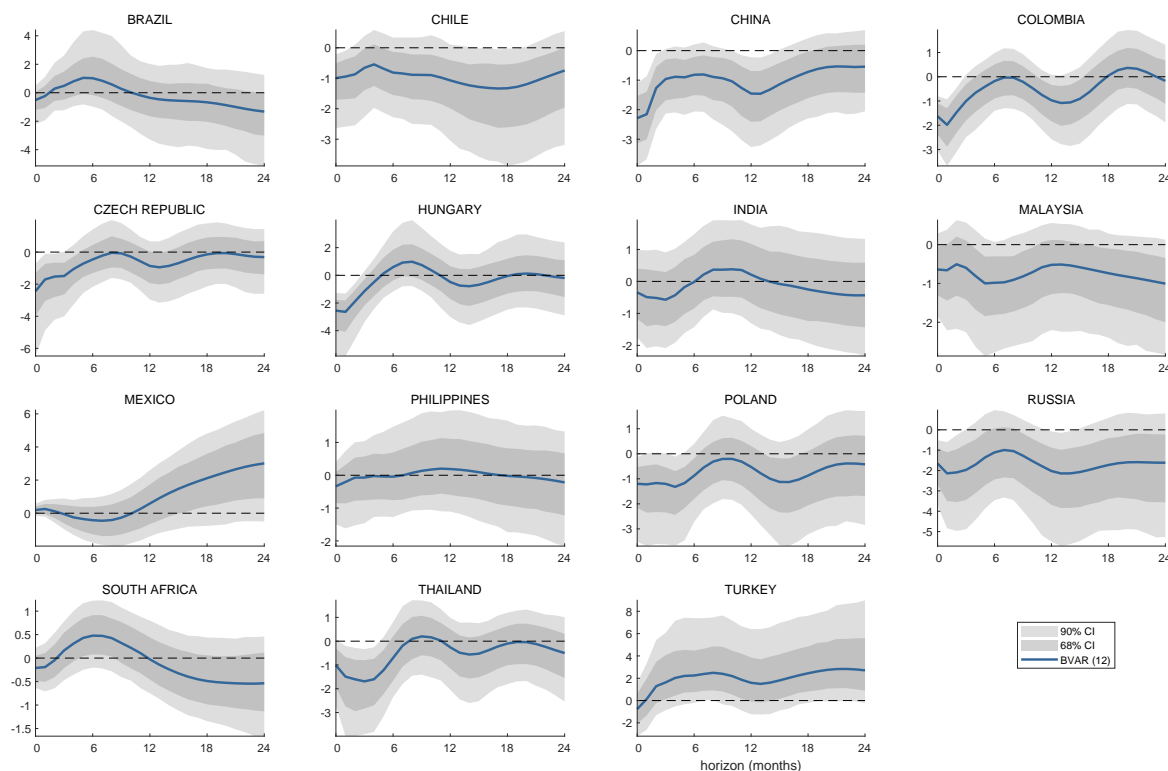 BRAZIL
4
2
0
-2
-4
0 6 12 18 24
CHILE
0
-1
-2
-3
0 6 12 18 24
CHINA
0
-1
-2
-3
0 6 12 18 24
COLOMBIA
1
0
-1
-2
-3
0 6 12 18 24
CZECH REPUBLIC
0
-2
-4
-6
0 6 12 18 24
HUNGARY
2
0
-2
-4
0 6 12 18 24
INDIA
1
0
-1
-2
0 6 12 18 24
MALAYSIA
0
-1
-2
0 6 12 18 24
MEXICO
6
4
2
0
0 6 12 18 24
PHILIPPINES
1
0
-1
-2
0 6 12 18 24
POLAND
1
0
-1
-2
-3
0 6 12 18 24
RUSSIA
0
-1
-2
-3
-4
-5
0 6 12 18 24
SOUTH AFRICA
1
0.5
0
-0.5
-1
-1.5
0 6 12 18 24
THAILAND
1
0
-1
-2
-3
0 6 12 18 24
TURKEY
8
6
4
2
0
-2
0 6 12 18 24
horizon (months)
90% CI
68% CI
BVAR (12)